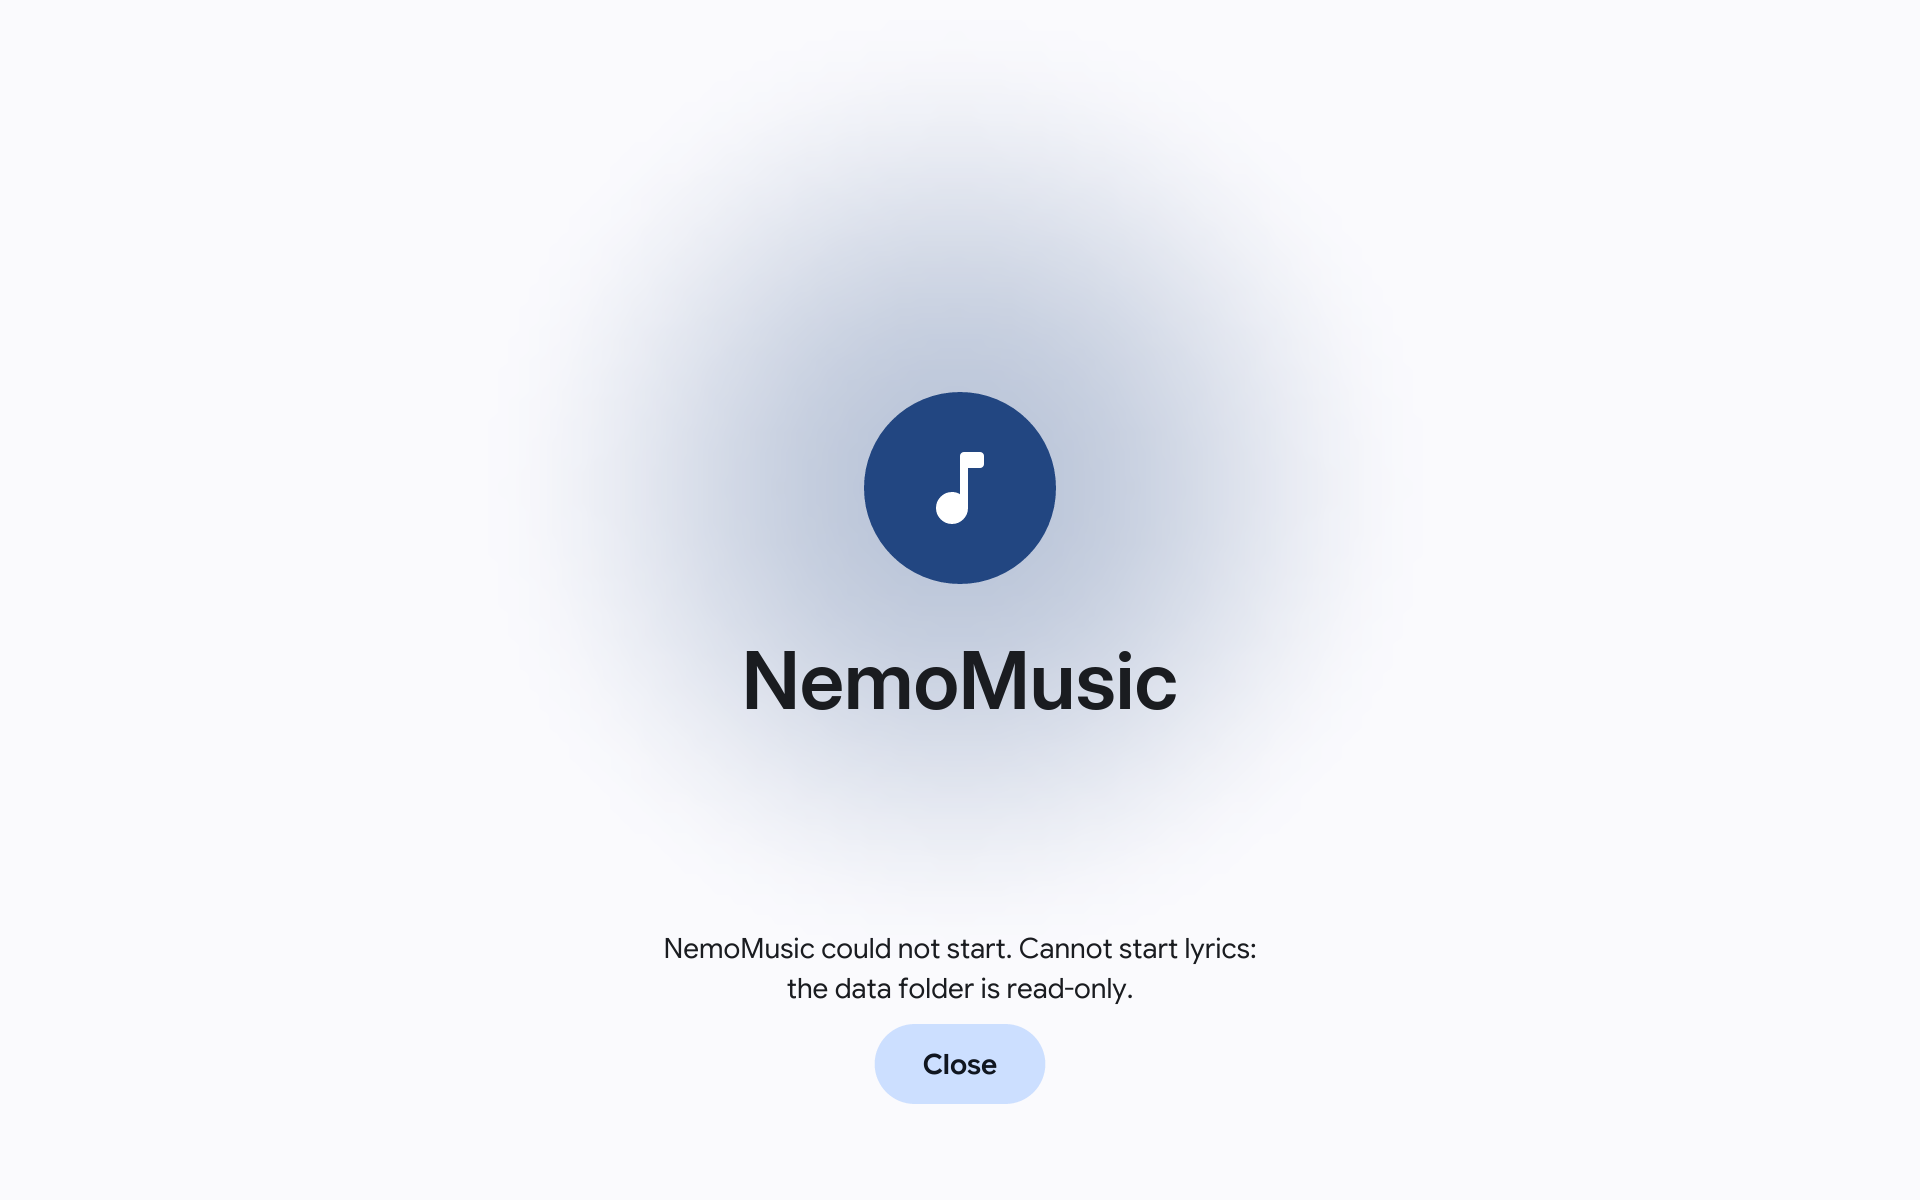 NemoMusic
NemoMusic could not start. Cannot start lyrics:
the data folder is read-only.
Close